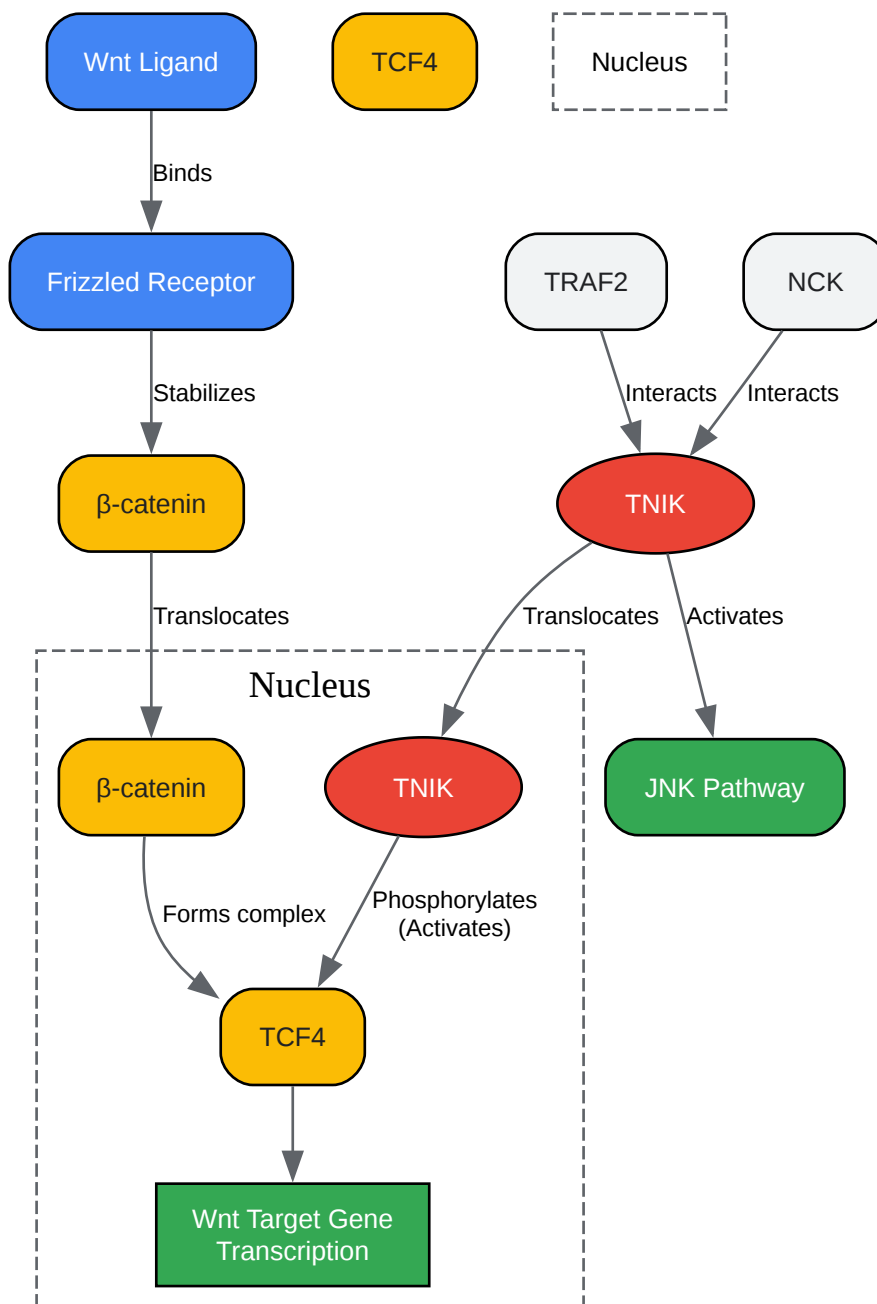 Wnt Ligand
TCF4
Nucleus
Binds
Frizzled Receptor
TRAF2
NCK
Stabilizes
Interacts
Interacts
β-catenin
TNIK
Translocates
Translocates
Activates
Nucleus
β-catenin
TNIK
JNK Pathway
Forms complex
Phosphorylates
(Activates)
TCF4
Wnt Target Gene
Transcription